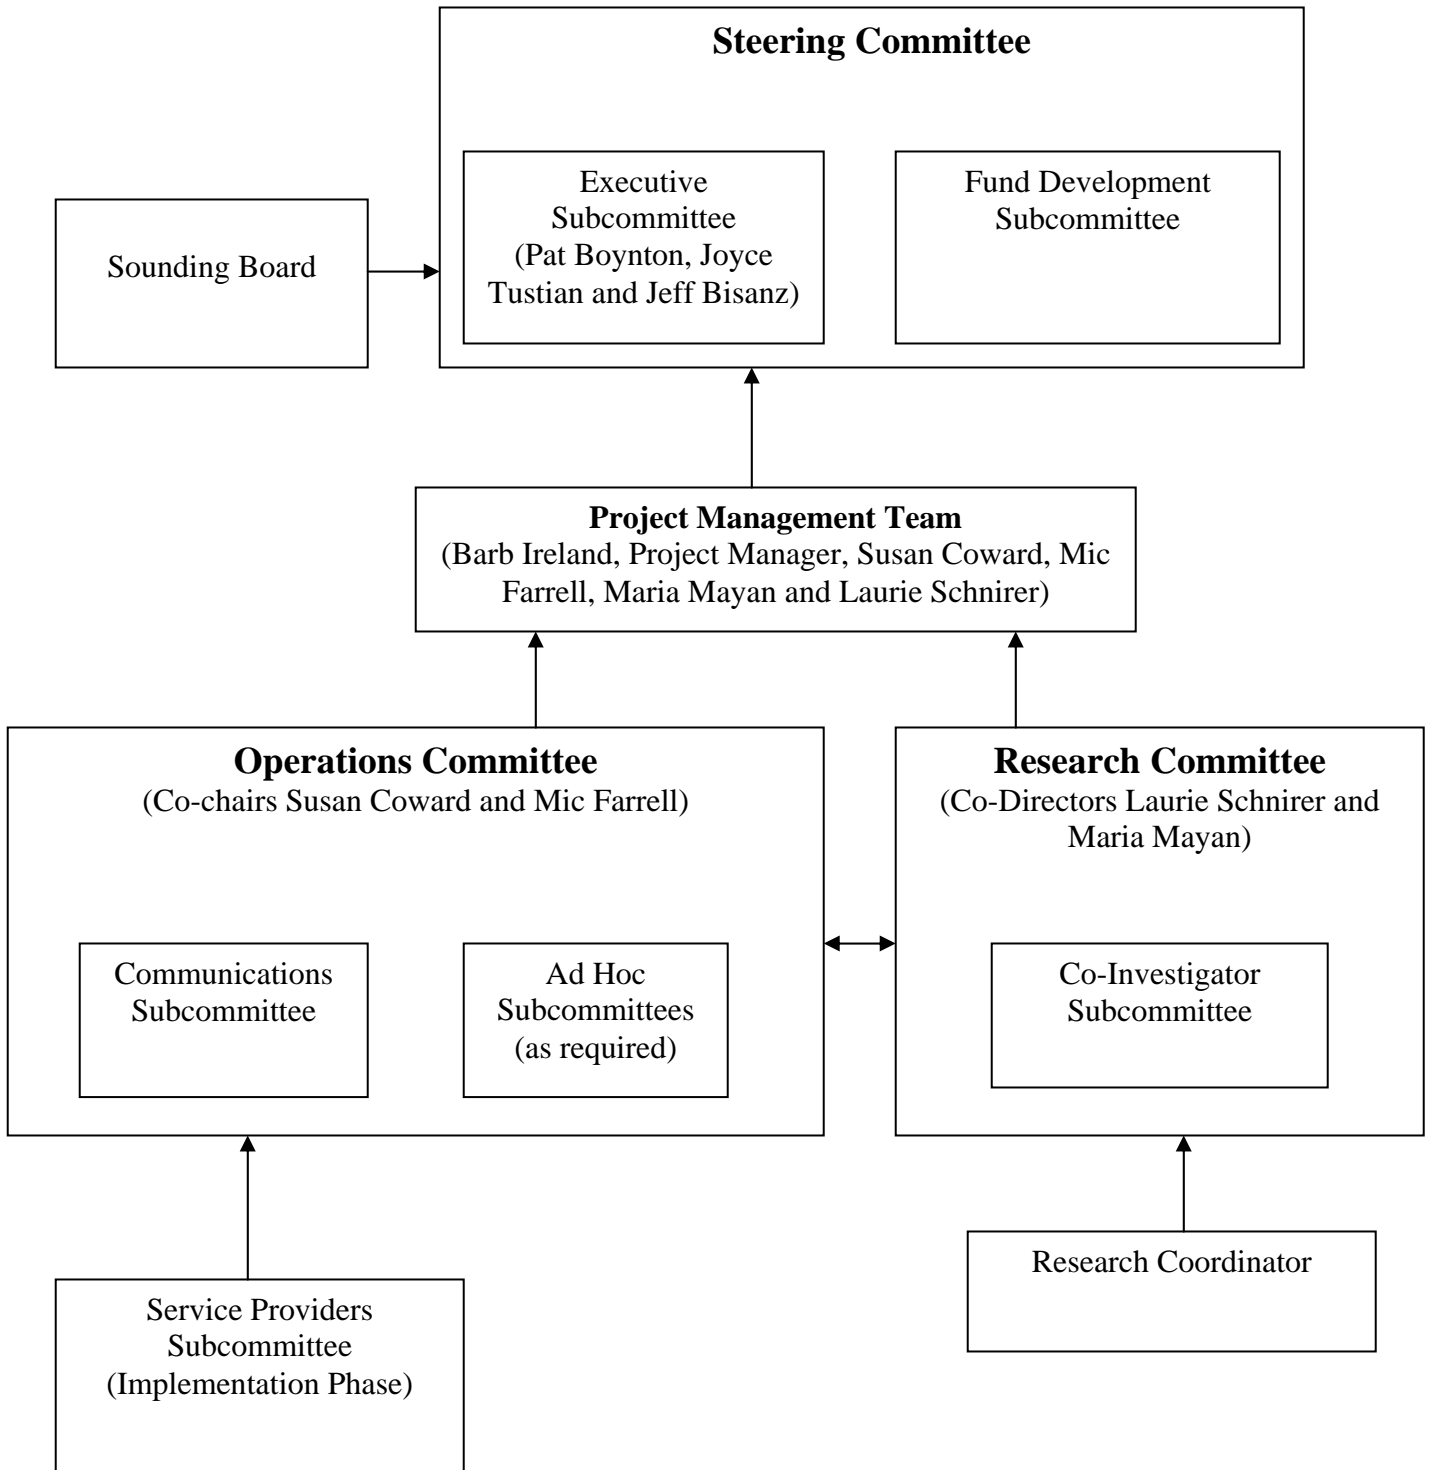 Steering Committee
Executive
Subcommittee
(Pat Boynton, Joyce
Tustian and Jeff Bisanz)
Fund Development
Subcommittee
Sounding Board
Project Management Team
(Barb Ireland, Project Manager, Susan Coward, Mic
Farrell, Maria Mayan and Laurie Schnirer)
Operations Committee
(Co-chairs Susan Coward and Mic Farrell)
Research Committee
(Co-Directors Laurie Schnirer and
Maria Mayan)
Communications
Subcommittee
Ad Hoc
Subcommittees
(as required)
Co-Investigator
Subcommittee
Research Coordinator
Service Providers
Subcommittee
(Implementation Phase)